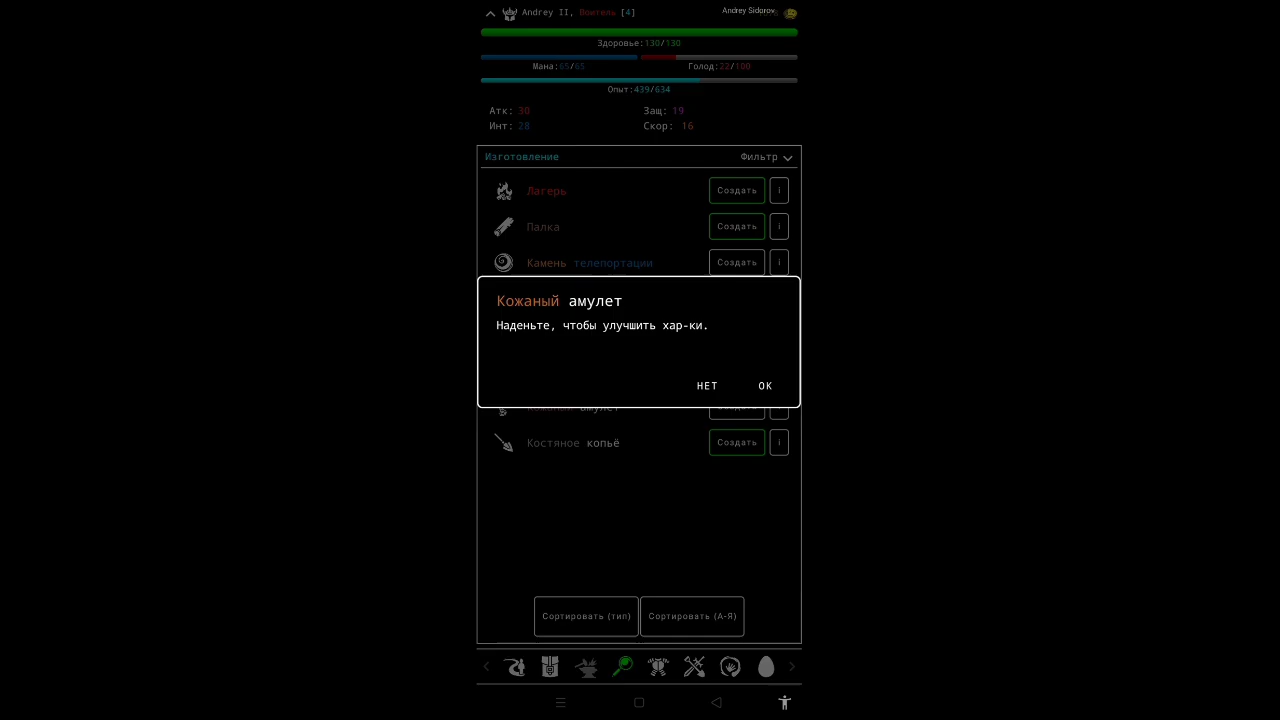 Andrey II, Воитель [4]
Andrey Sidorov
Здоровье:130/130
Мана:65/65
Голод:22/100
Опыт:439/634
Атк: 30
Защ: 19
Инт: 28
Скор: 16
Изготовление
Фильтр
Лагерь
Создать
i
Палка
Создать
i
Камень телепортации
Создать
i
Кожаный амулет
Наденьте, чтобы улучшить хар-ки.
НЕТ
ОК
Костяное копьё
Создать
i
Сортировать (тип)
Сортировать (А-Я)